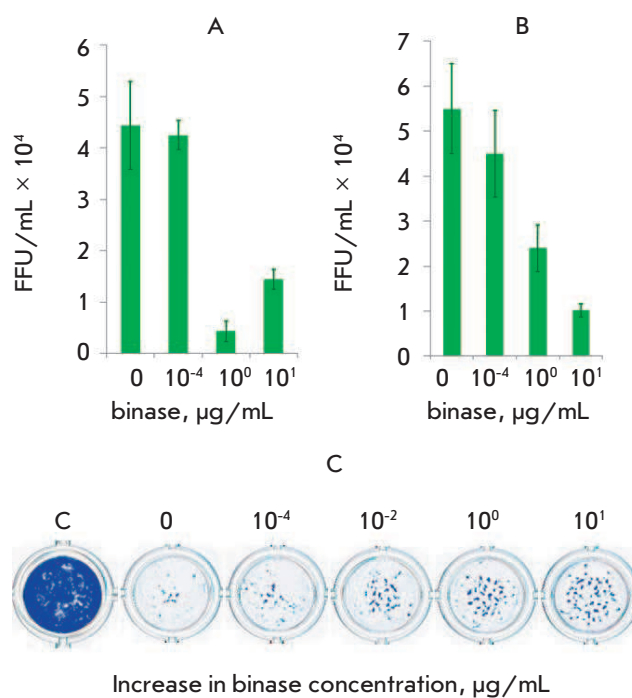 A
FFU/mL × 10⁴
6
5
4
3
2
1
0
0 10⁻⁴ 10⁰ 10¹
binase, µg/mL
B
FFU/mL × 10⁴
7
6
5
4
3
2
1
0
0 10⁻⁴ 10⁰ 10¹
binase, µg/mL
C
C 0 10⁻⁴ 10⁻² 10⁰ 10¹
Increase in binase concentration, µg/mL